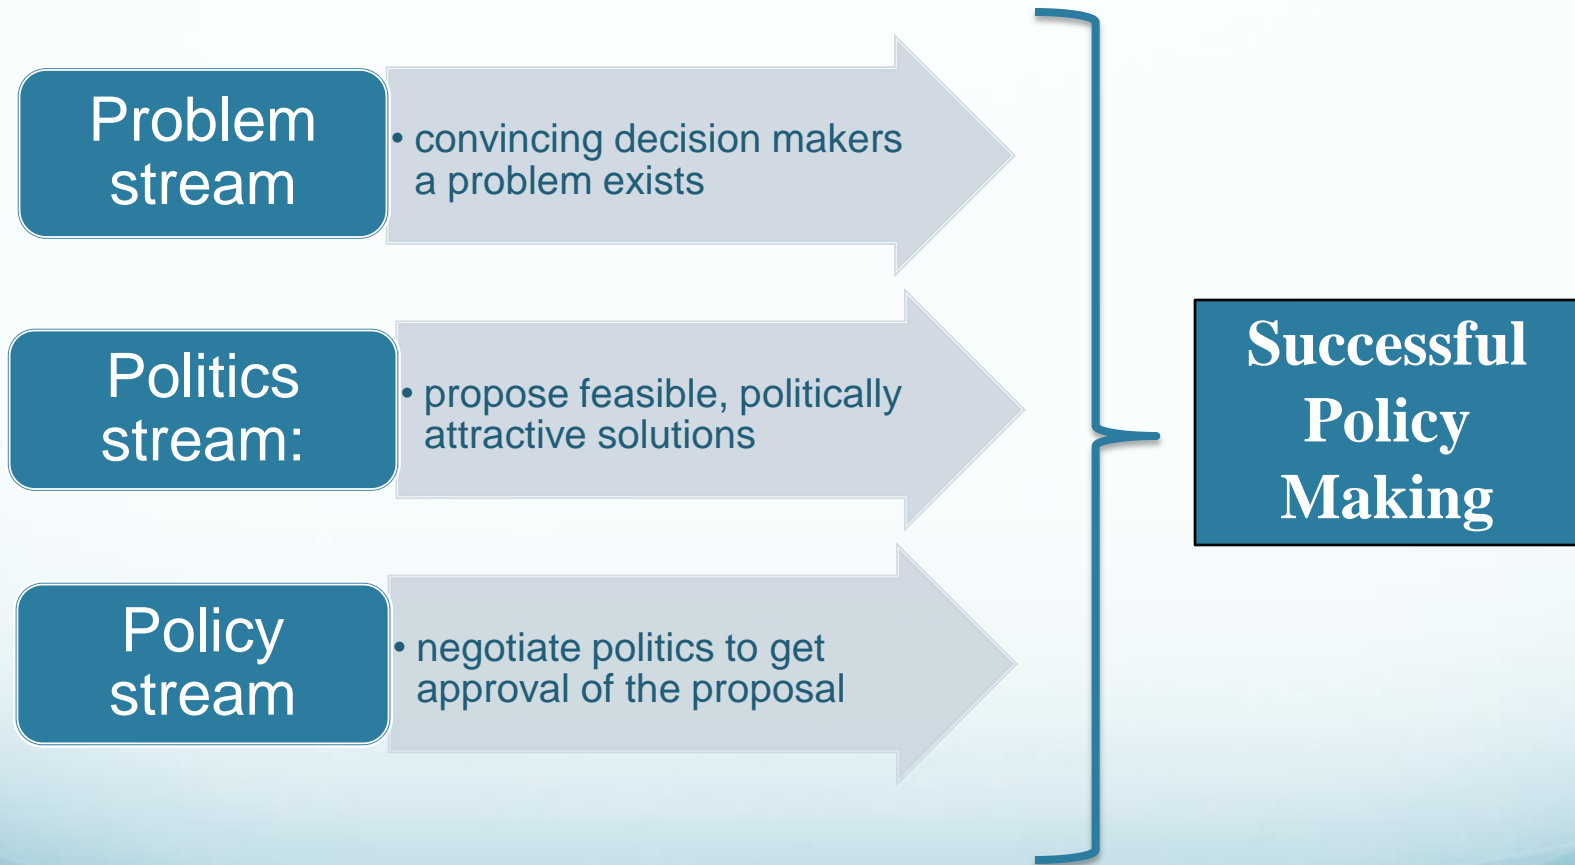 Problem
stream
• convincing decision makers
a problem exists
Politics
stream:
• propose feasible, politically
attractive solutions
Policy
stream
• negotiate politics to get
approval of the proposal
Successful
Policy
Making